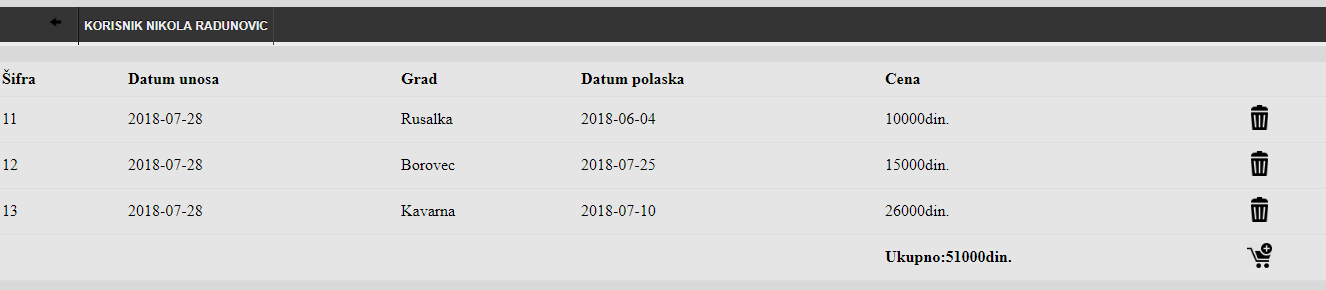 KORISNIK NIKOLA RADUNOVIC
Šifra Datum unosa Grad Datum polaska Cena
11 2018-07-28 Rusalka 2018-06-04 10000din.
12 2018-07-28 Borovec 2018-07-25 15000din.
13 2018-07-28 Kavarna 2018-07-10 26000din.
Ukupno:51000din.